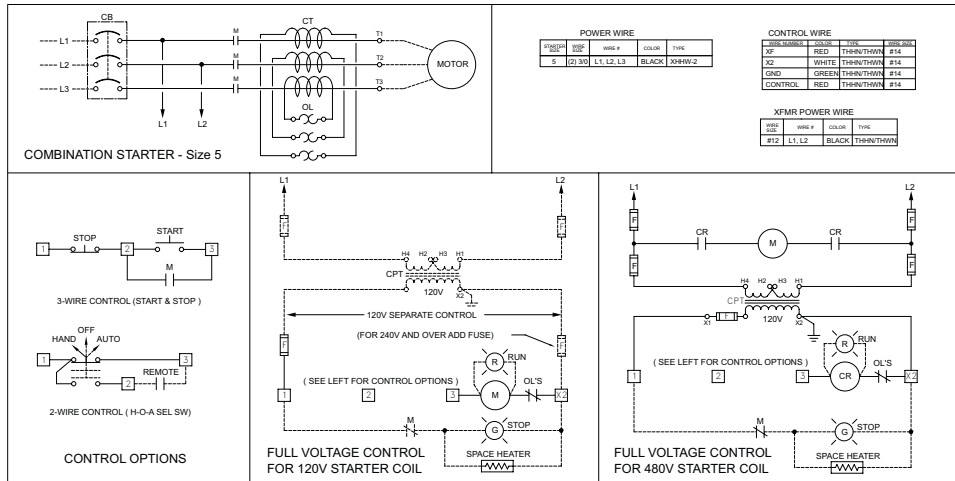 CB
CT
M
T1
L1
M
T2
L2
MOTOR
M
T3
L3
OL
L1
L2
COMBINATION STARTER - Size 5
POWER WIRE
STARTER SIZE
WIRE SIZE
WIRE #
COLOR
TYPE
5
(2) 3/0
L1, L2, L3
BLACK
XHHW-2
CONTROL WIRE
WIRE NUMBER
COLOR
TYPE
WIRE SIZE
XF
RED
THHN/THWN
#14
X2
WHITE
THHN/THWN
#14
GND
GREEN
THHN/THWN
#14
CONTROL
RED
THHN/THWN
#14
XFMR POWER WIRE
WIRE SIZE
WIRE #
COLOR
TYPE
#12
L1, L2
BLACK
THHN/THWN
STOP
START
1
2
3
M
3-WIRE CONTROL (START & STOP )
OFF
HAND
AUTO
1
3
REMOTE
2
2-WIRE CONTROL ( H-O-A SEL SW)
CONTROL OPTIONS
L1
L2
F
F
H4
H2
H3
H1
CPT
120V
X2
120V SEPARATE CONTROL
(FOR 240V AND OVER ADD FUSE)
F
F
R
RUN
( SEE LEFT FOR CONTROL OPTIONS )
OL'S
1
2
3
M
X2
M
G
STOP
SPACE HEATER
FULL VOLTAGE CONTROL
FOR 120V STARTER COIL
L1
L2
F
F
CR
M
CR
F
F
H4
H2
H3
H1
CPT
X1
F
120V
X2
R
RUN
( SEE LEFT FOR CONTROL OPTIONS )
OL'S
1
2
3
CR
X2
M
G
STOP
SPACE HEATER
FULL VOLTAGE CONTROL
FOR 480V STARTER COIL